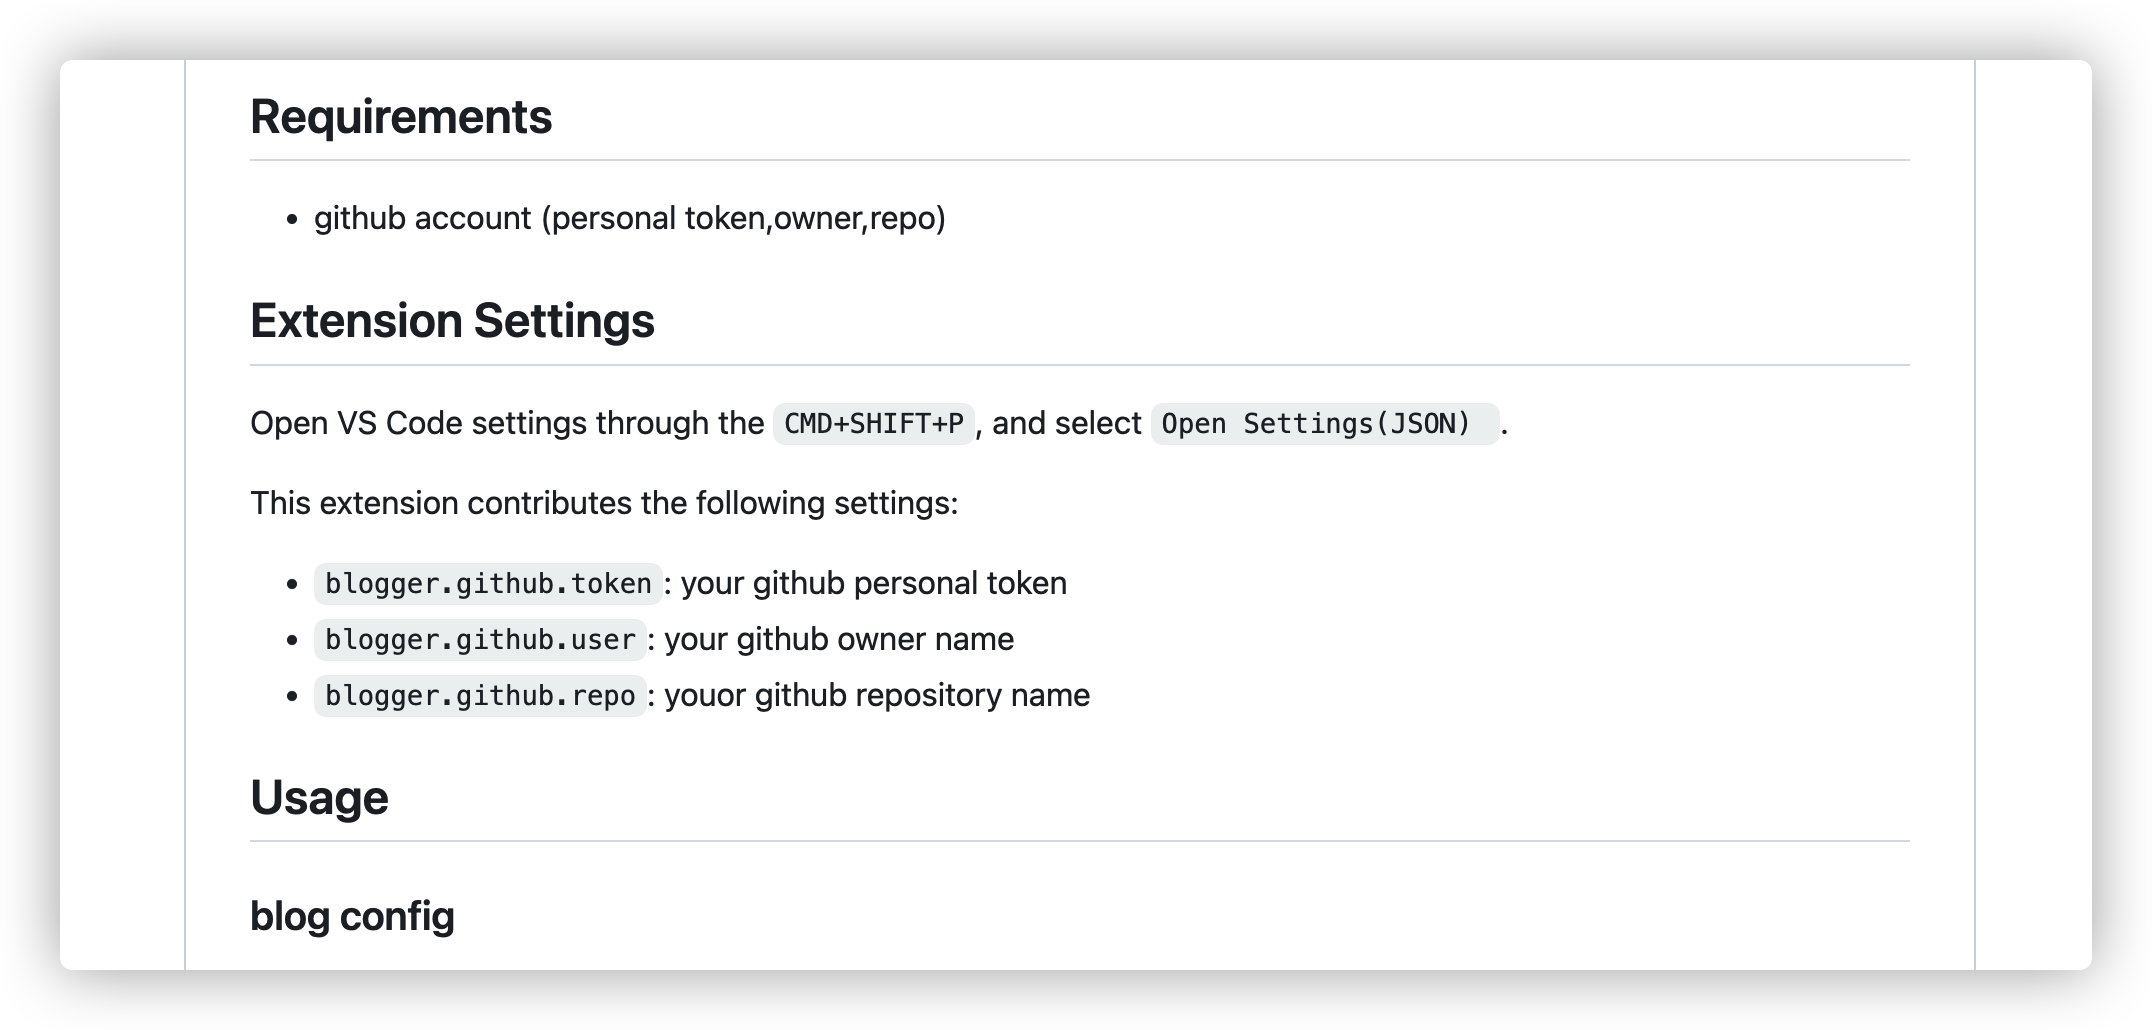 Requirements
github account (personal token,owner,repo)
Extension Settings
Open VS Code settings through the CMD+SHIFT+P, and select Open Settings(JSON) .
This extension contributes the following settings:
blogger.github.token: your github personal token
blogger.github.user: your github owner name
blogger.github.repo: youor github repository name
Usage
blog config